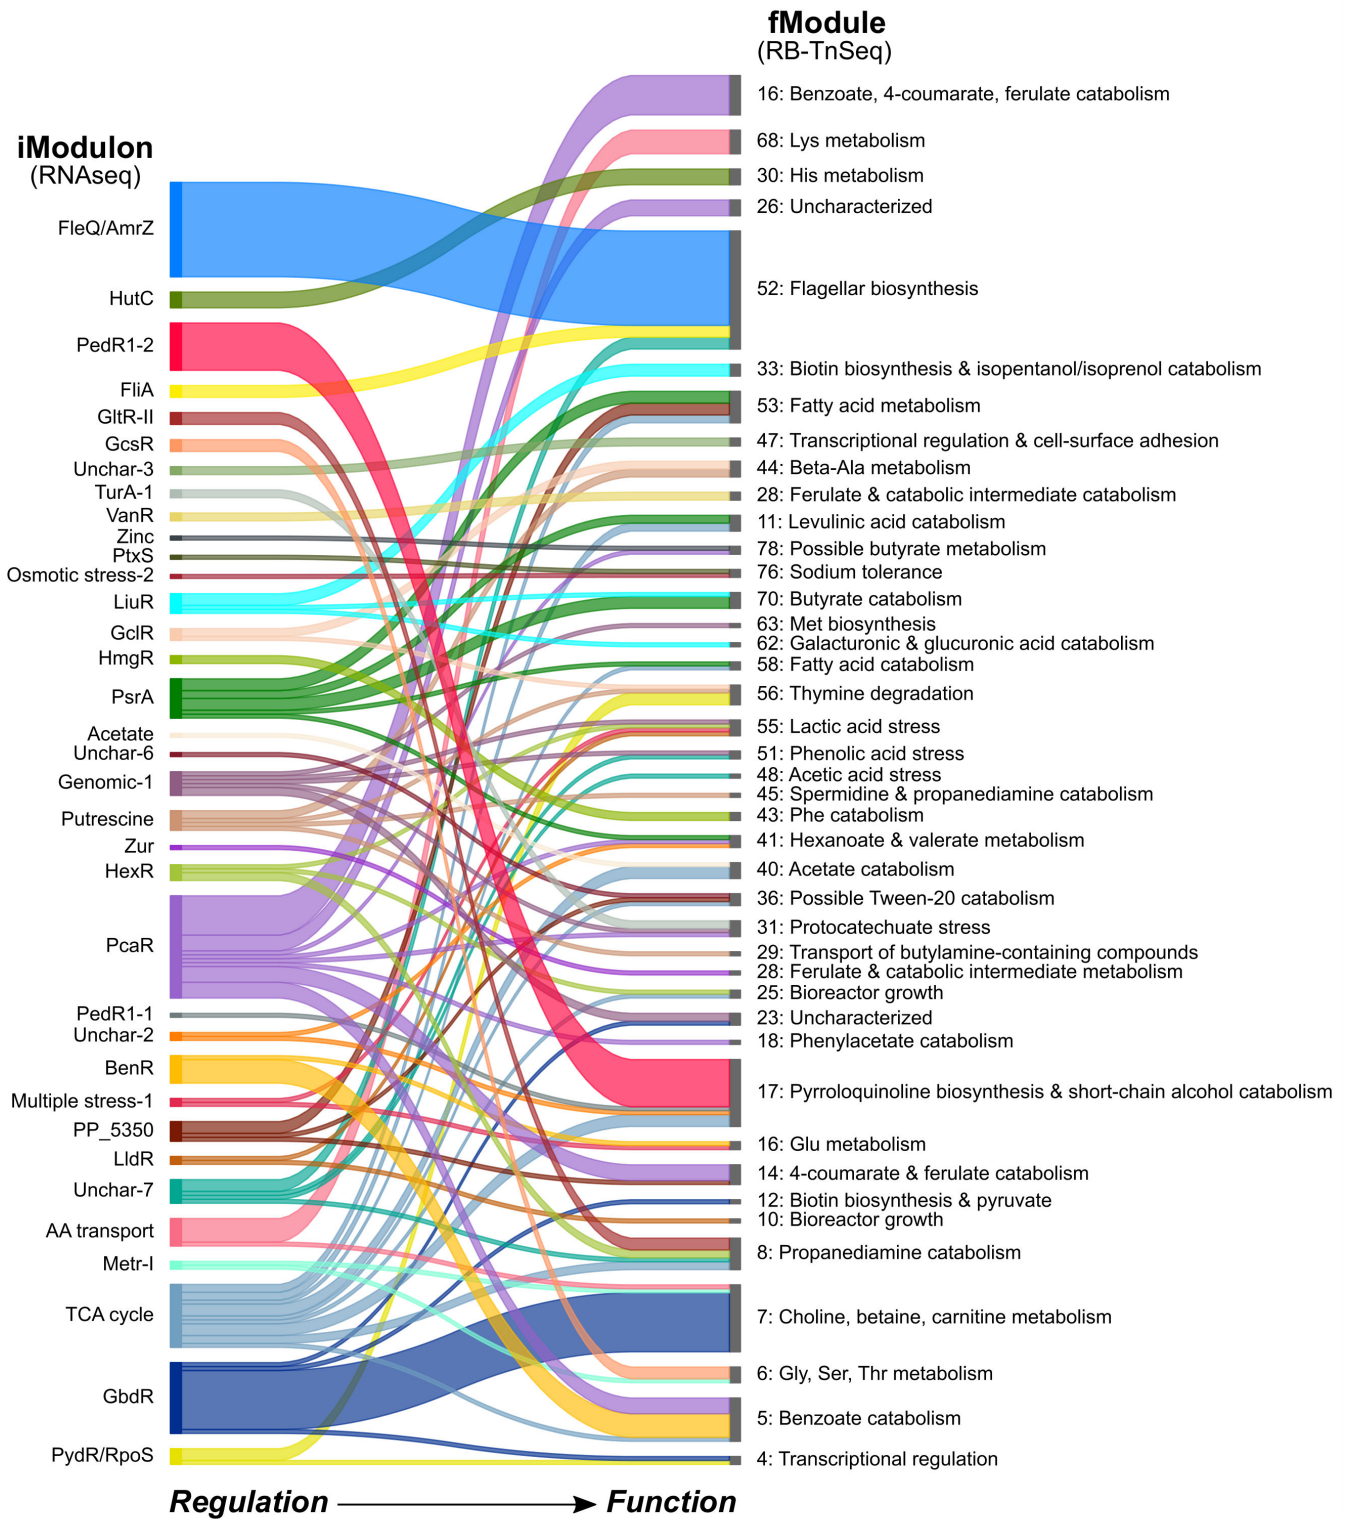 fModule
(RB-TnSeq)
iModulon
(RNAseq)
FleQ/AmrZ
HutC
PedR1-2
FliA
GltR-II
GcsR
Unchar-3
TurA-1
VanR
Zinc
PtxS
Osmotic stress-2
LiuR
GclR
HmgR
PsrA
Acetate
Unchar-6
Genomic-1
Putrescine
Zur
HexR
PcaR
PedR1-1
Unchar-2
BenR
Multiple stress-1
PP_5350
LldR
Unchar-7
AA transport
Metr-I
TCA cycle
GbdR
PydR/RpoS
16: Benzoate, 4-coumarate, ferulate catabolism
68: Lys metabolism
30: His metabolism
26: Uncharacterized
52: Flagellar biosynthesis
33: Biotin biosynthesis & isopentanol/isoprenol catabolism
53: Fatty acid metabolism
47: Transcriptional regulation & cell-surface adhesion
44: Beta-Ala metabolism
28: Ferulate & catabolic intermediate catabolism
11: Levulinic acid catabolism
78: Possible butyrate metabolism
76: Sodium tolerance
70: Butyrate catabolism
63: Met biosynthesis
62: Galacturonic & glucuronic acid catabolism
58: Fatty acid catabolism
56: Thymine degradation
55: Lactic acid stress
51: Phenolic acid stress
48: Acetic acid stress
45: Spermidine & propanediamine catabolism
43: Phe catabolism
41: Hexanoate & valerate metabolism
40: Acetate catabolism
36: Possible Tween-20 catabolism
31: Protocatechuate stress
29: Transport of butylamine-containing compounds
28: Ferulate & catabolic intermediate metabolism
25: Bioreactor growth
23: Uncharacterized
18: Phenylacetate catabolism
17: Pyrroloquinoline biosynthesis & short-chain alcohol catabolism
16: Glu metabolism
14: 4-coumarate & ferulate catabolism
12: Biotin biosynthesis & pyruvate
10: Bioreactor growth
8: Propanediamine catabolism
7: Choline, betaine, carnitine metabolism
6: Gly, Ser, Thr metabolism
5: Benzoate catabolism
4: Transcriptional regulation
Regulation
Function